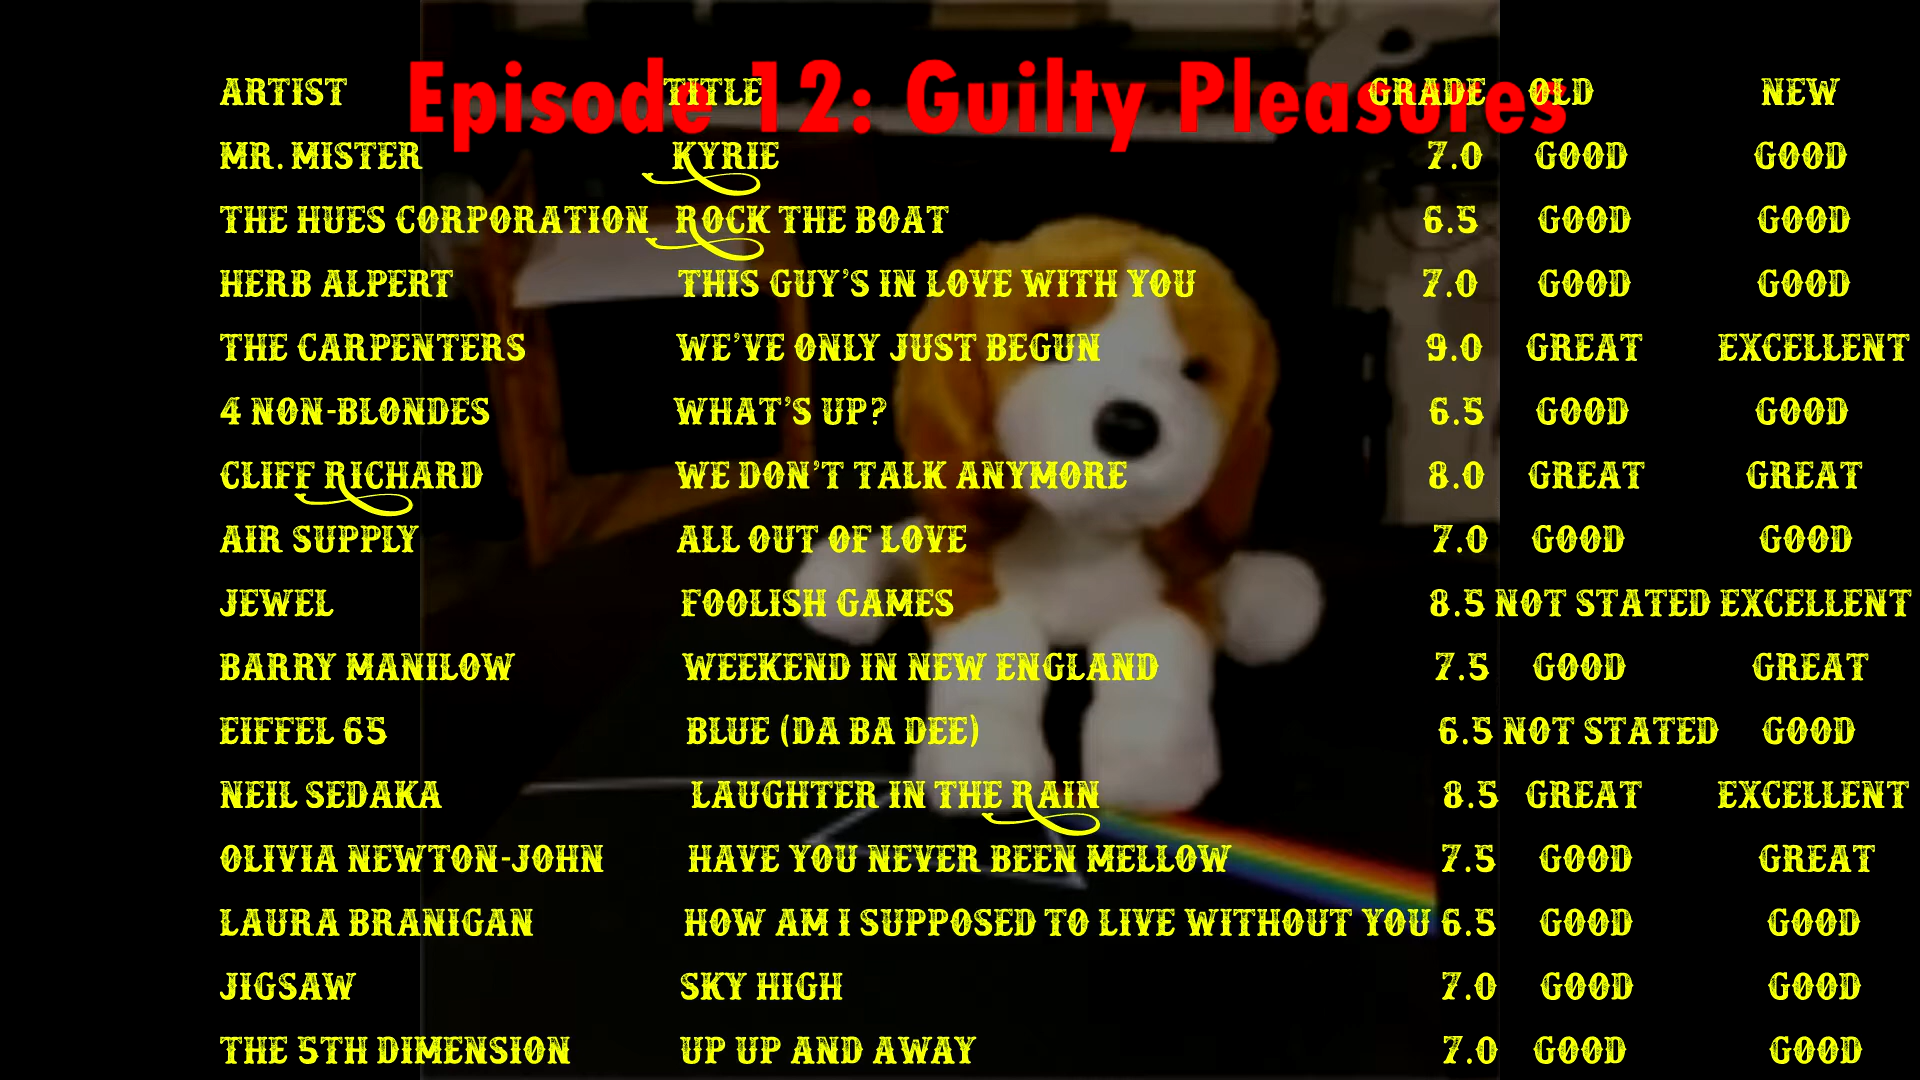 Episode 12: Guilty Pleasures
ARTIST TITLE GRADE OLD NEW
MR. MISTER KYRIE 7.0 GOOD GOOD
THE HUES CORPORATION ROCK THE BOAT 6.5 GOOD GOOD
HERB ALPERT THIS GUY'S IN LOVE WITH YOU 7.0 GOOD GOOD
THE CARPENTERS WE'VE ONLY JUST BEGUN 9.0 GREAT EXCELLENT
4 NON-BLONDES WHAT'S UP? 6.5 GOOD GOOD
CLIFF RICHARD WE DON'T TALK ANYMORE 8.0 GREAT GREAT
AIR SUPPLY ALL OUT OF LOVE 7.0 GOOD GOOD
JEWEL FOOLISH GAMES 8.5 NOT STATED EXCELLENT
BARRY MANILOW WEEKEND IN NEW ENGLAND 7.5 GOOD GREAT
EIFFEL 65 BLUE (DA BA DEE) 6.5 NOT STATED GOOD
NEIL SEDAKA LAUGHTER IN THE RAIN 8.5 GREAT EXCELLENT
OLIVIA NEWTON-JOHN HAVE YOU NEVER BEEN MELLOW 7.5 GOOD GREAT
LAURA BRANIGAN HOW AM I SUPPOSED TO LIVE WITHOUT YOU 6.5 GOOD GOOD
JIGSAW SKY HIGH 7.0 GOOD GOOD
THE 5TH DIMENSION UP UP AND AWAY 7.0 GOOD GOOD